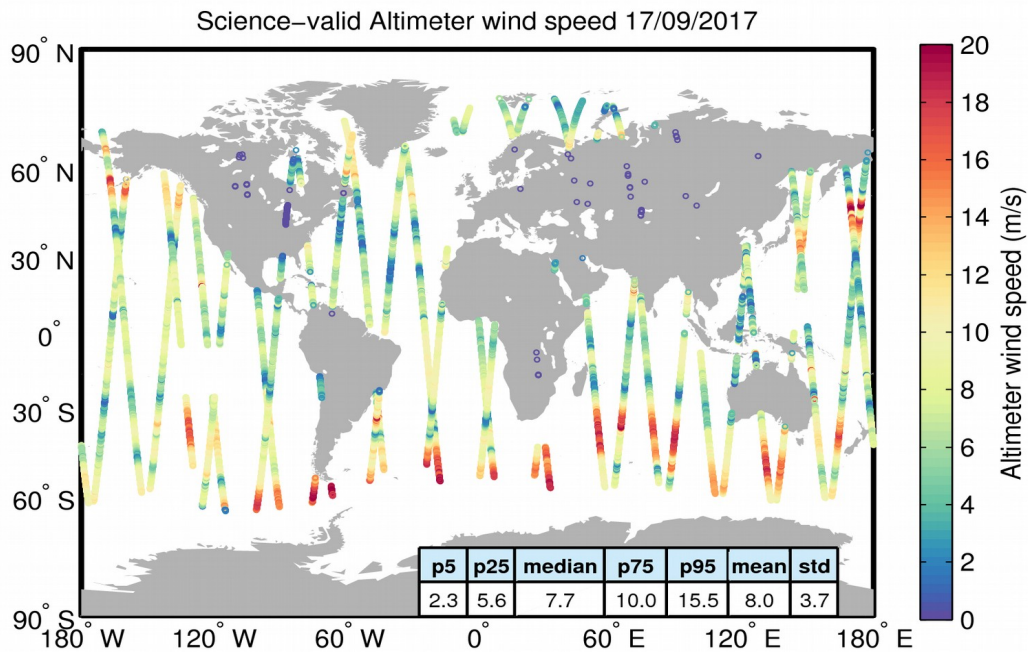 Science−valid Altimeter wind speed 17/09/2017
90° N
60° N
30° N
0°
30° S
60° S
90° S
180° W
120° W
60° W
0°
60° E
120° E
180° E
p5 p25 median p75 p95 mean std
2.3 5.6 7.7 10.0 15.5 8.0 3.7
20
18
16
14
12
10
8
6
4
2
0
Altimeter wind speed (m/s)